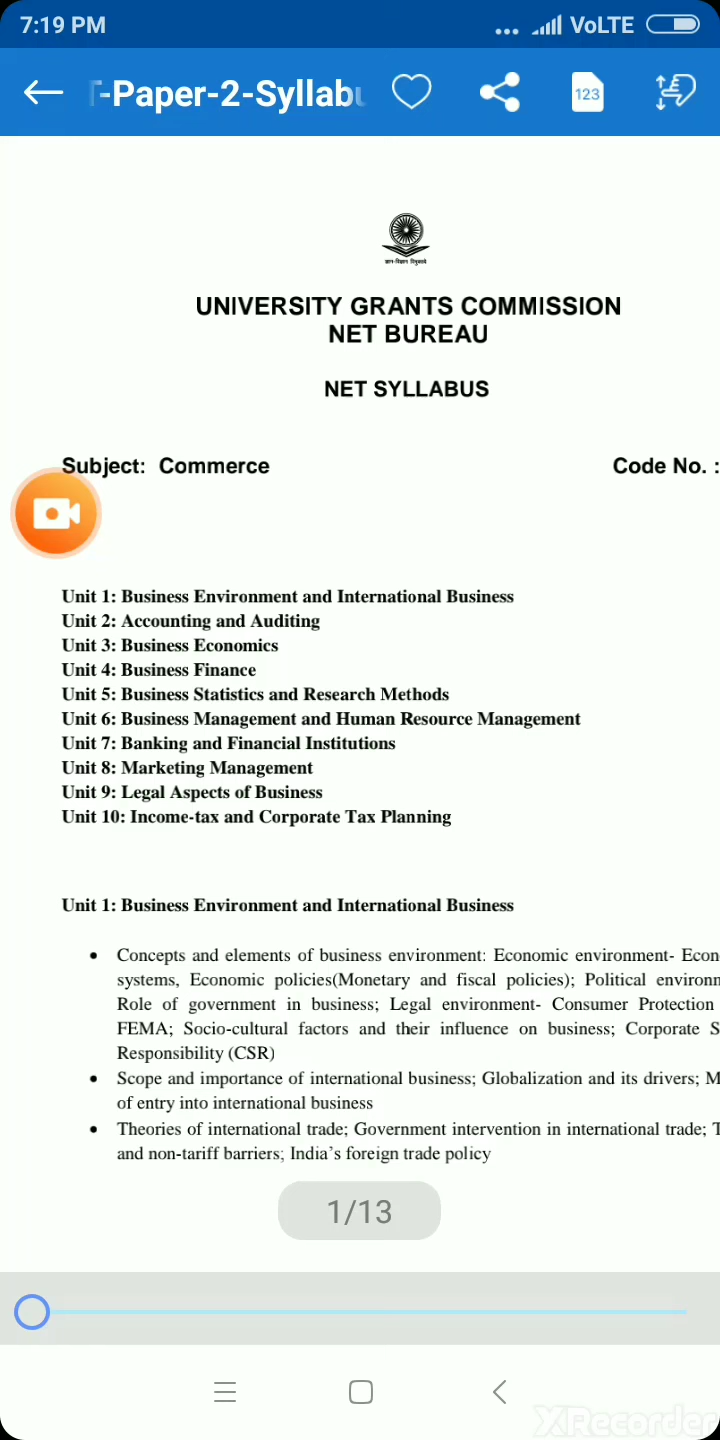 7:19 PM
VoLTE
-Paper-2-Syllabu
123
ज्ञान-विज्ञान विमुक्तये
UNIVERSITY GRANTS COMMISSION
NET BUREAU
NET SYLLABUS
Subject: Commerce Code No. :
Unit 1: Business Environment and International Business
Unit 2: Accounting and Auditing
Unit 3: Business Economics
Unit 4: Business Finance
Unit 5: Business Statistics and Research Methods
Unit 6: Business Management and Human Resource Management
Unit 7: Banking and Financial Institutions
Unit 8: Marketing Management
Unit 9: Legal Aspects of Business
Unit 10: Income-tax and Corporate Tax Planning
Unit 1: Business Environment and International Business
• Concepts and elements of business environment: Economic environment- Econ
systems, Economic policies(Monetary and fiscal policies); Political environ
Role of government in business; Legal environment- Consumer Protection
FEMA; Socio-cultural factors and their influence on business; Corporate S
Responsibility (CSR)
• Scope and importance of international business; Globalization and its drivers; M
of entry into international business
• Theories of international trade; Government intervention in international trade; T
and non-tariff barriers; India's foreign trade policy
1/13
XRecorder